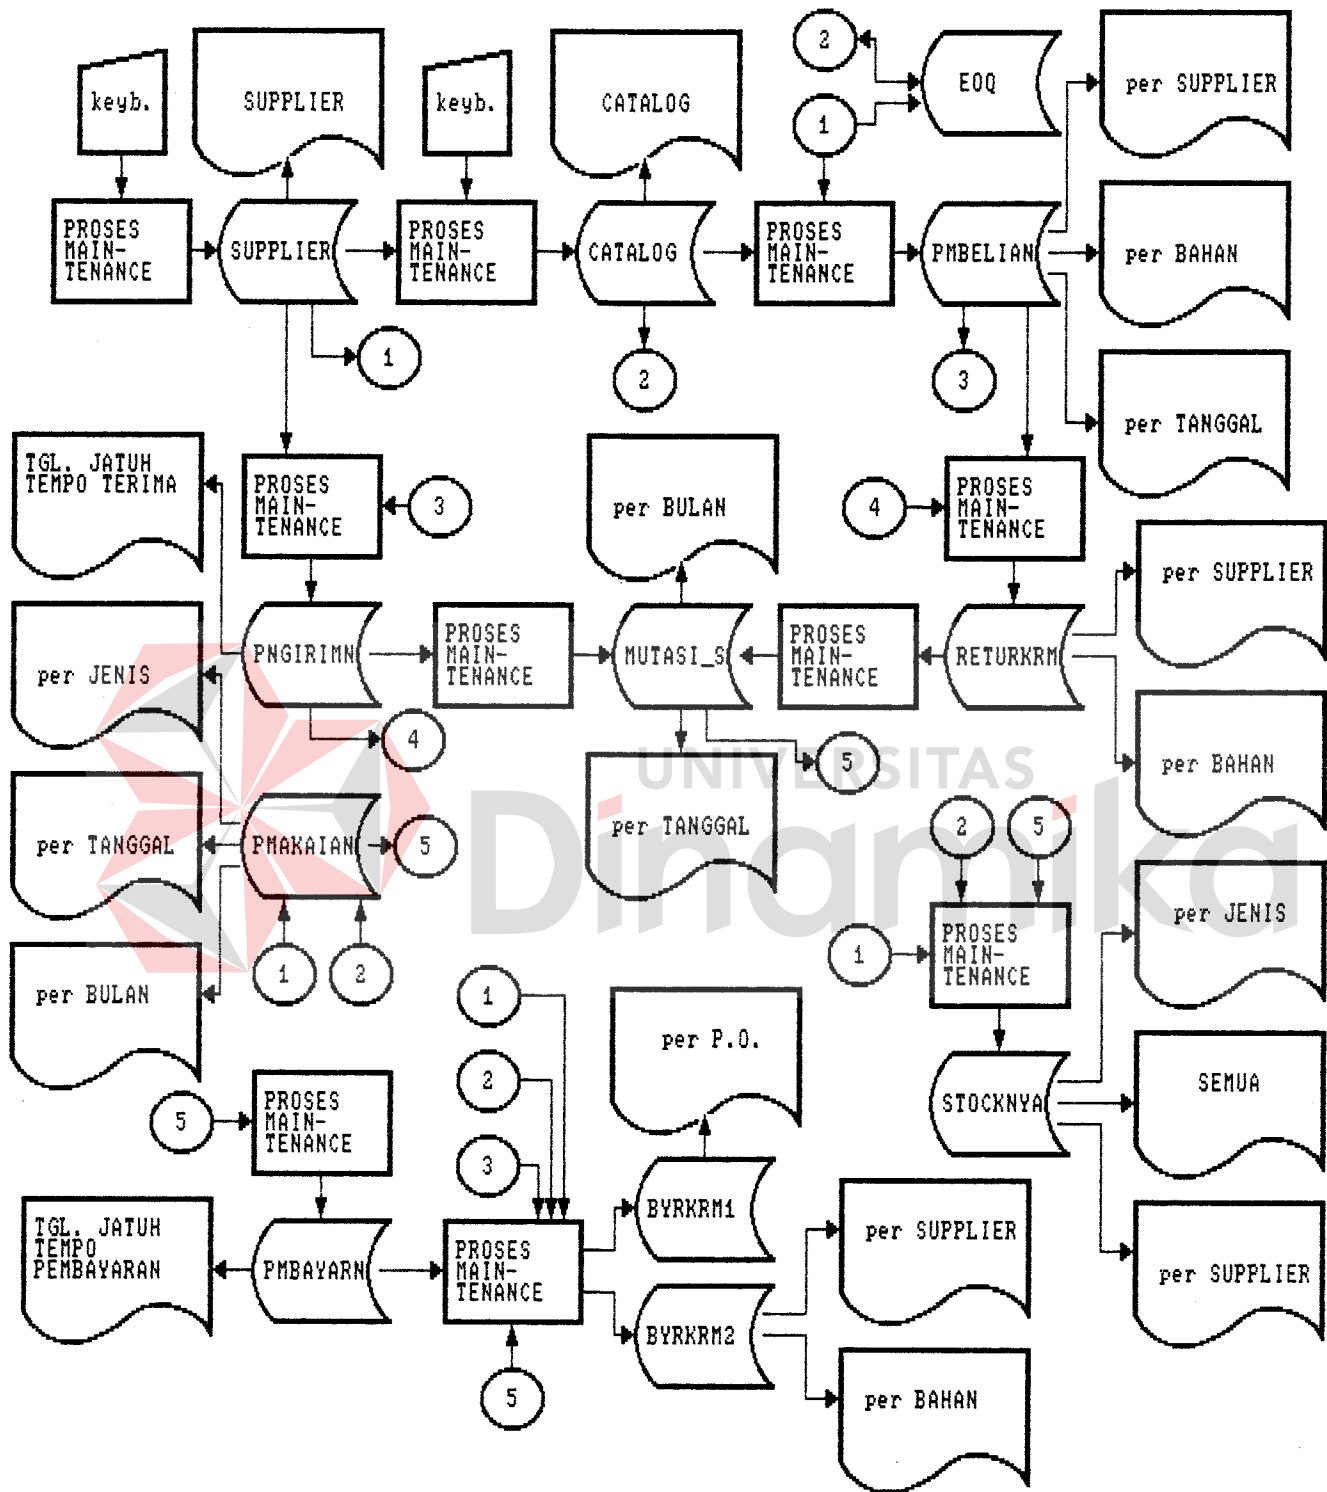 keyb.
SUPPLIER
keyb.
CATALOG
2
1
EOQ
per SUPPLIER
PROSES
MAIN-
TENANCE
SUPPLIER
PROSES
MAIN-
TENANCE
CATALOG
PROSES
MAIN-
TENANCE
PMBELIAN
per BAHAN
1
2
3
per TANGGAL
TGL. JATUH
TEMPO TERIMA
PROSES
MAIN-
TENANCE
3
per BULAN
4
PROSES
MAIN-
TENANCE
per SUPPLIER
per JENIS
PNGIRIMN
PROSES
MAIN-
TENANCE
MUTASI_S
PROSES
MAIN-
TENANCE
RETURKRM
4
5
per BAHAN
UNIVERSITAS
Dinamika
per TANGGAL
PMAKAIAN
5
per TANGGAL
2
5
per JENIS
1
PROSES
MAIN-
TENANCE
per BULAN
1
2
1
per P.O.
2
3
SEMUA
STOCKNYA
5
PROSES
MAIN-
TENANCE
TGL. JATUH
TEMPO
PEMBAYARAN
PMBAYARN
PROSES
MAIN-
TENANCE
BYRKRM1
BYRKRM2
per SUPPLIER
per SUPPLIER
5
per BAHAN